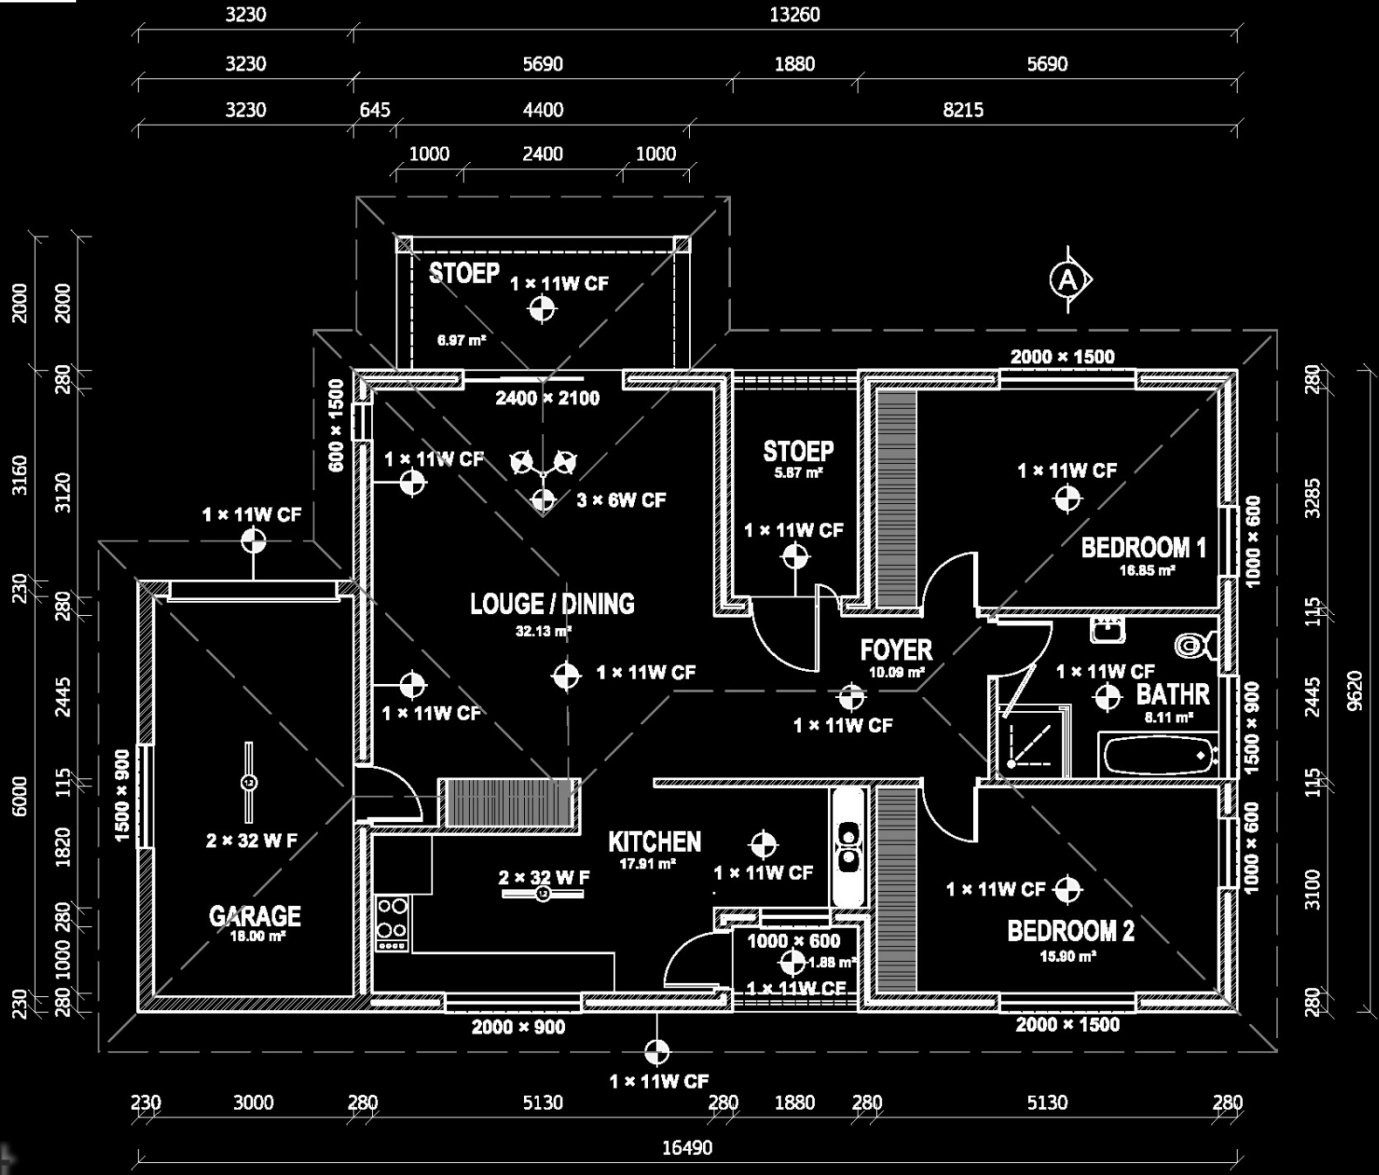 3230 13260
3230 5690 1880 5690
3230 645 4400 8215
1000 2400 1000
STOEP
1 × 11W CF
6.97 m²
A
2000 2000
280
3160 3120
230 280
2445
6000 115
1820
280
1000
230 280
2000 × 1500
2400 × 2100
600 × 1500
1 × 11W CF
3 × 6W CF
STOEP
5.87 m²
1 × 11W CF
1 × 11W CF
BEDROOM 1
16.85 m²
1000 × 600
1 × 11W CF
LOUGE / DINING
32.13 m²
1 × 11W CF
1 × 11W CF
FOYER
10.09 m²
1 × 11W CF
1 × 11W CF
BATHR
8.11 m²
1500 × 900
1500 × 900
12
2 × 32 W F
GARAGE
18.00 m²
KITCHEN
17.91 m²
1 × 11W CF
2 × 32 W F
12
1000 × 600
1.88 m²
1 × 11W CF
1 × 11W CF
BEDROOM 2
15.90 m²
1000 × 600
2000 × 900
2000 × 1500
1 × 11W CF
280
3285
115
2445
115
3100
280
9620
230 3000 280 5130 280 1880 280 5130 280
16490